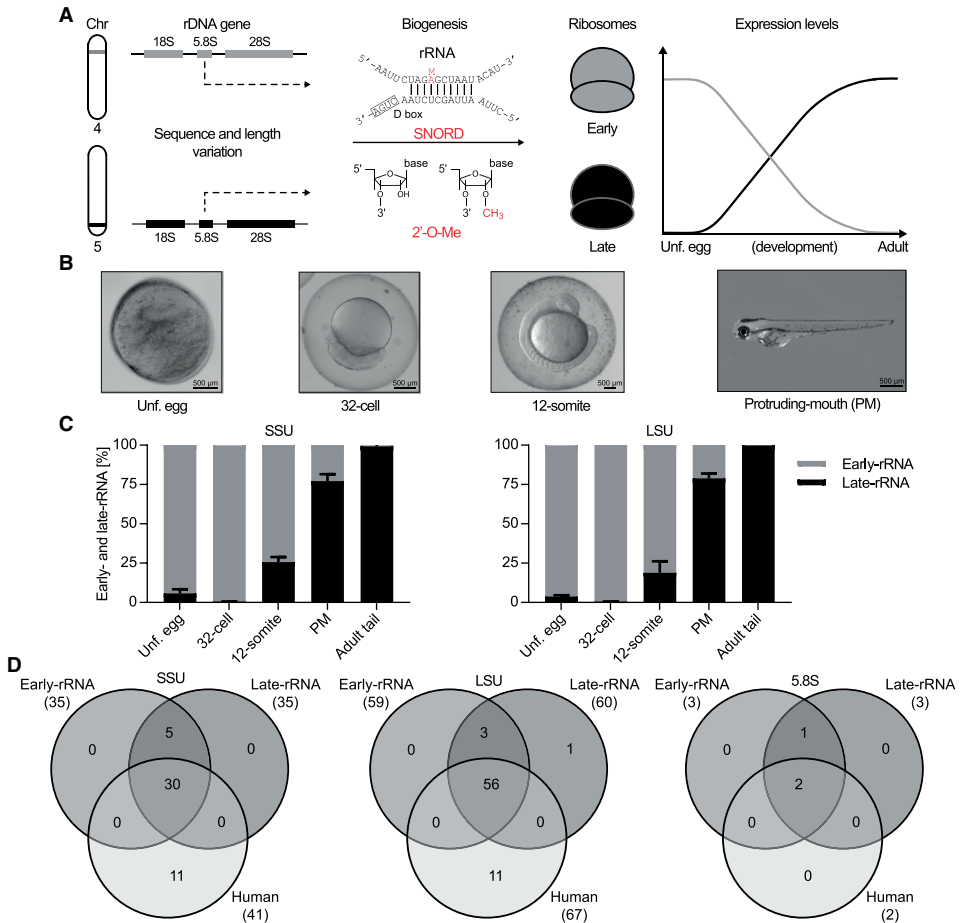 A
Chr
rDNA gene
Biogenesis
Ribosomes
Expression levels
18S 5.8S 28S
rRNA
5'-AAUU CUAGAGCUAAU ACAU-3'
M
3'-AGUC AAUCUCGAUUA AUUC-5'
D box
4
Sequence and length
variation
SNORD
Early
5' base 5' base
O OH O O
3' 3' CH3
2'-O-Me
5
18S 5.8S 28S
Late
Unf. egg (development) Adult
B
500 µm
500 µm
500 µm
500 µm
Unf. egg
32-cell
12-somite
Protruding-mouth (PM)
C
SSU
Early- and late-rRNA [%]
100
75
50
25
0
Unf. egg
32-cell
12-somite
PM
Adult tail
LSU
100
75
50
25
0
Unf. egg
32-cell
12-somite
PM
Adult tail
Early-rRNA
Late-rRNA
D
SSU
Early-rRNA
(35)
Late-rRNA
(35)
0 5 0
30
0 0
11
Human
(41)
LSU
Early-rRNA
(59)
Late-rRNA
(60)
0 3 1
56
0 0
11
Human
(67)
5.8S
Early-rRNA
(3)
Late-rRNA
(3)
0 1 0
2
0 0
0
Human
(2)